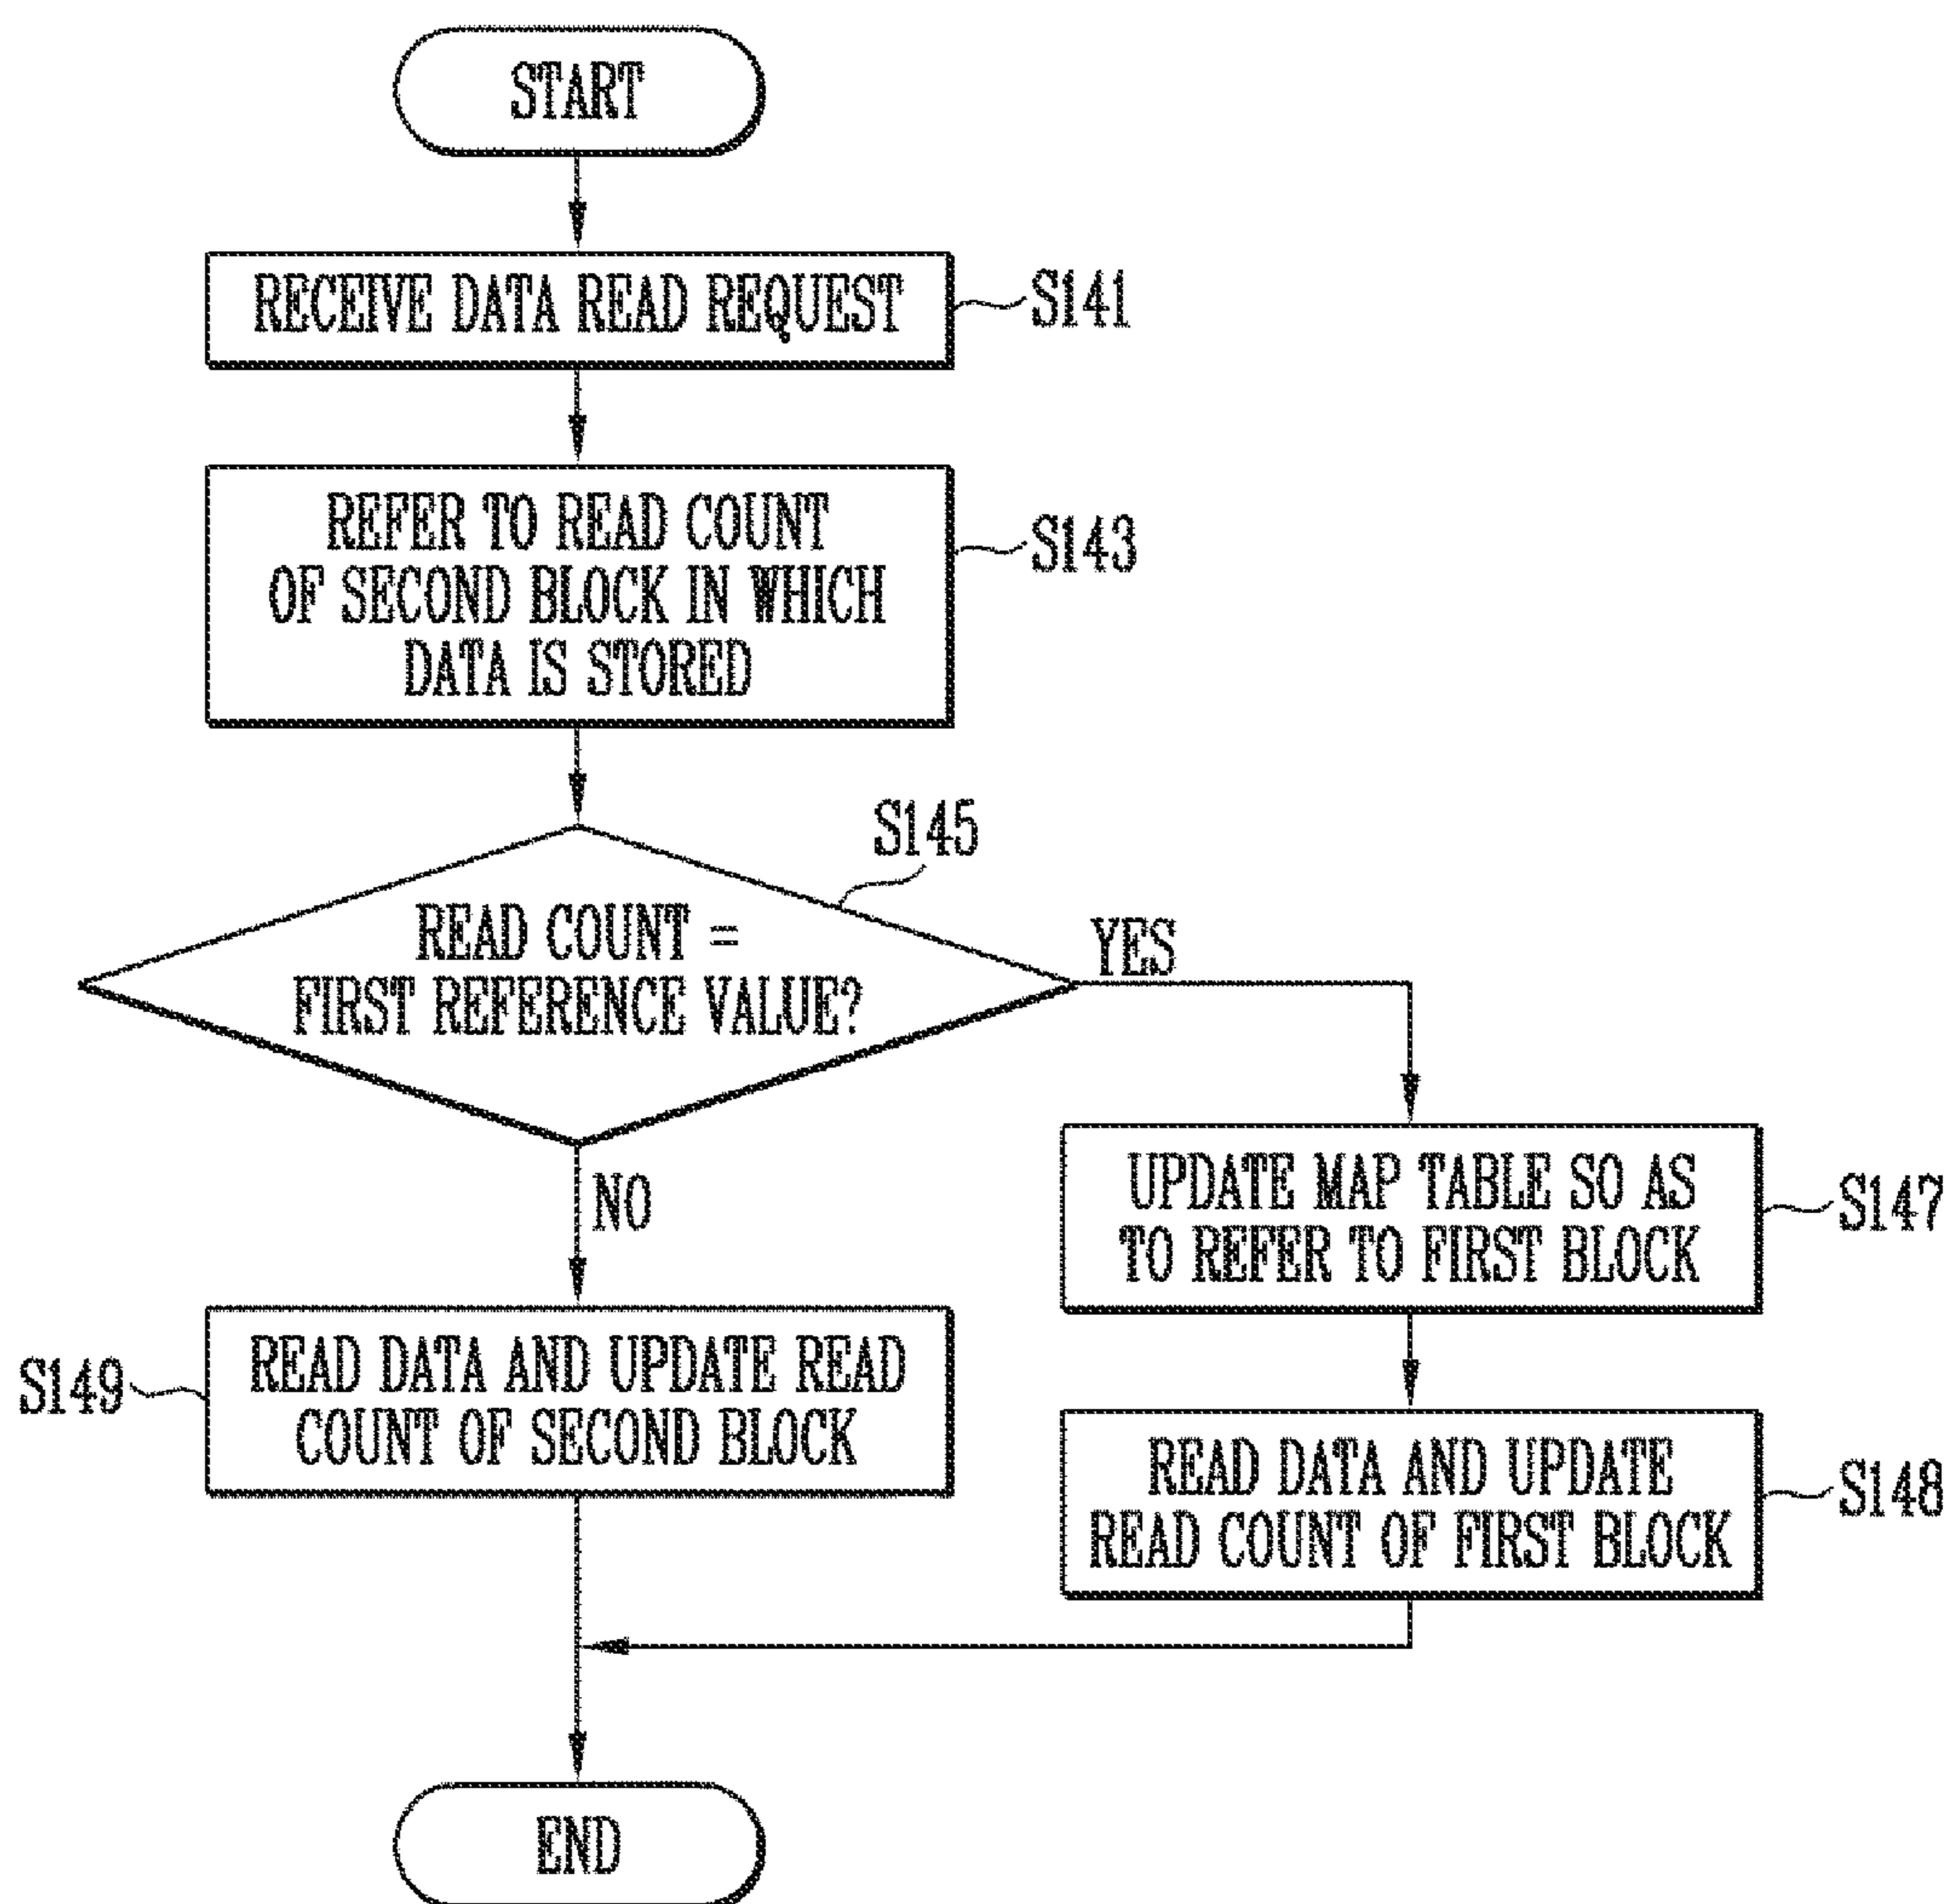 START
RECEIVE DATA READ REQUEST
S141
REFER TO READ COUNT
OF SECOND BLOCK IN WHICH
DATA IS STORED
S143
S145
READ COUNT =
FIRST REFERENCE VALUE?
YES
NO
UPDATE MAP TABLE SO AS
TO REFER TO FIRST BLOCK
S147
S149
READ DATA AND UPDATE READ
COUNT OF SECOND BLOCK
READ DATA AND UPDATE
READ COUNT OF FIRST BLOCK
S148
END